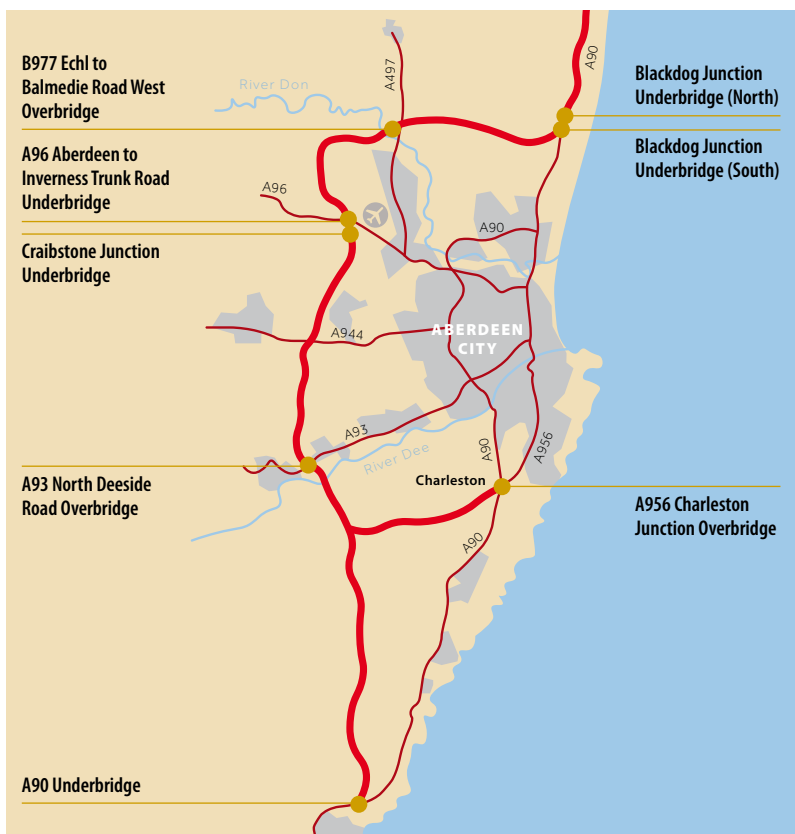 B977 Echl to
Balmedie Road West
Overbridge
A96 Aberdeen to
Inverness Trunk Road
Underbridge
Craibstone Junction
Underbridge
A93 North Deeside
Road Overbridge
A90 Underbridge
River Don
A497
A90
Blackdog Junction
Underbridge (North)
Blackdog Junction
Underbridge (South)
A96
A90
ABERDEEN
CITY
A944
A93
River Dee
A90
A956
Charleston
A90
A956 Charleston
Junction Overbridge